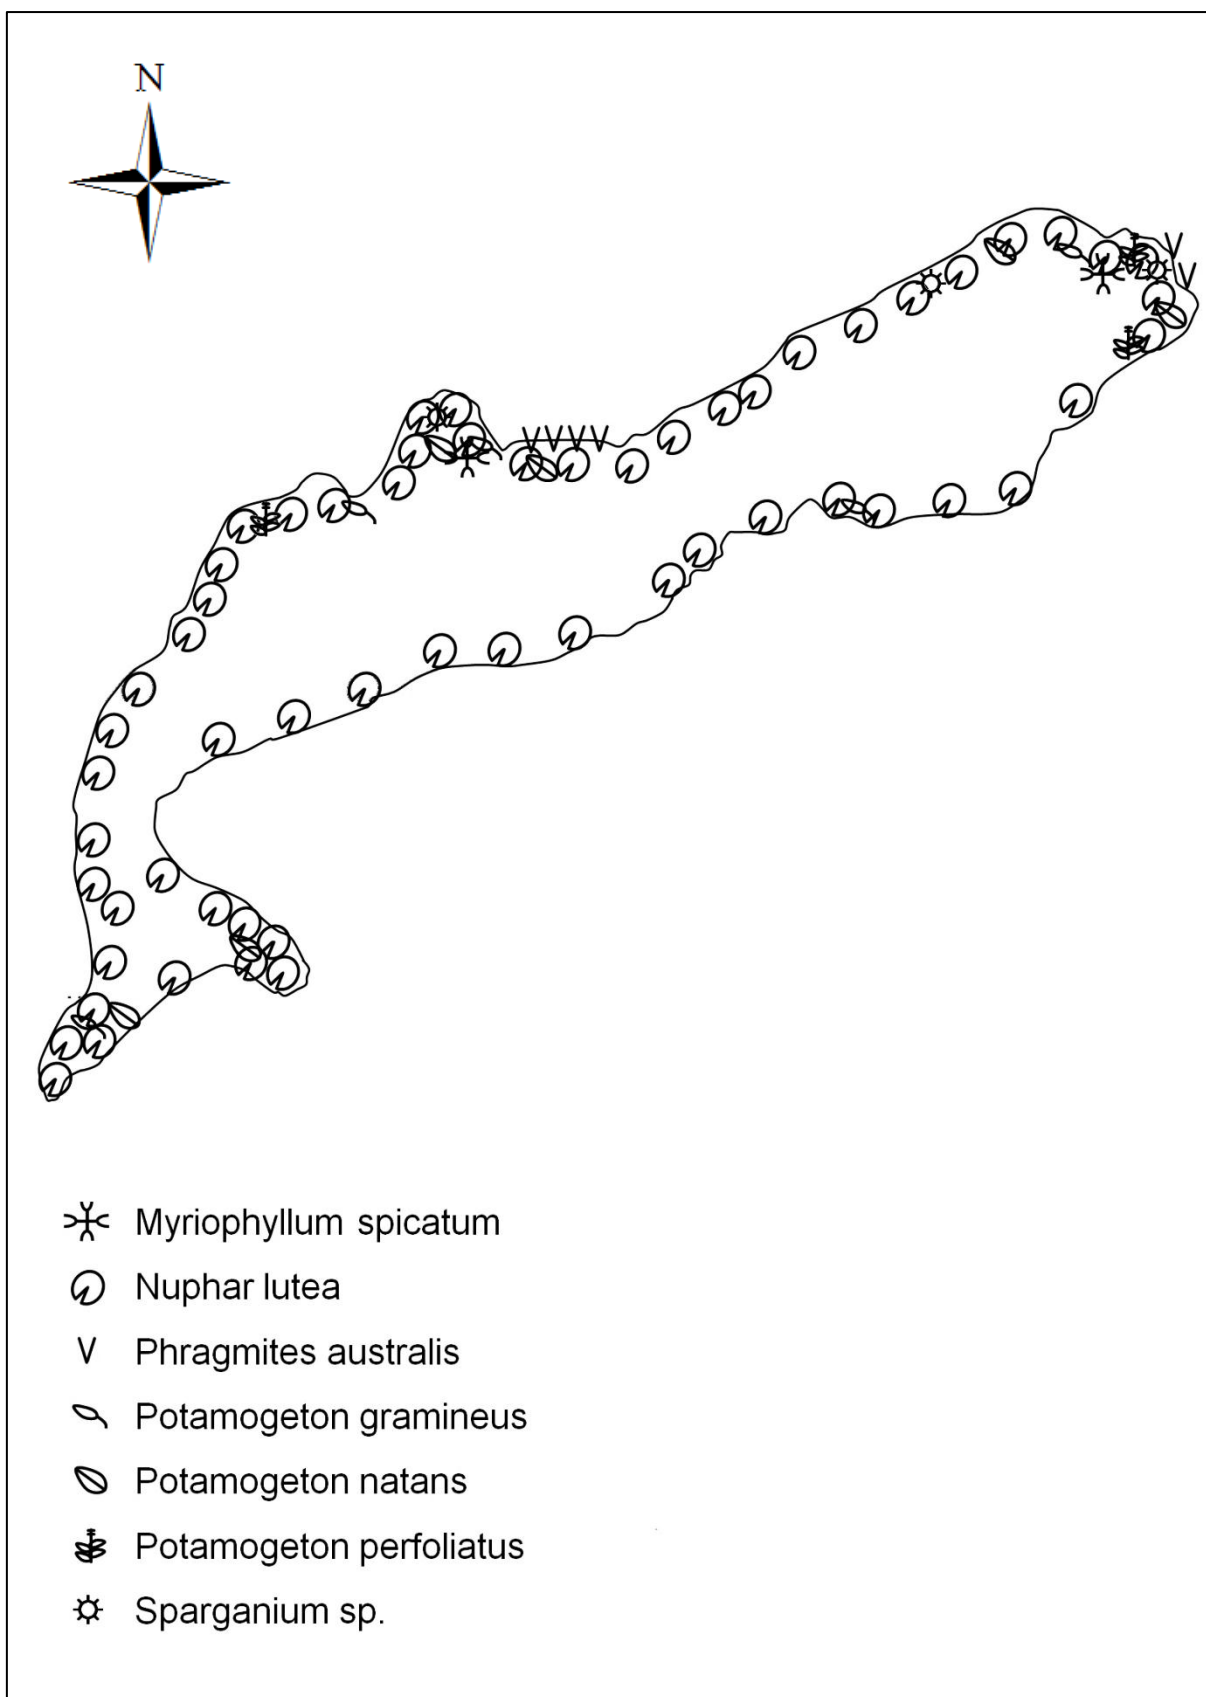 N
Myriophyllum spicatum
Nuphar lutea
Phragmites australis
Potamogeton gramineus
Potamogeton natans
Potamogeton perfoliatus
Sparganium sp.